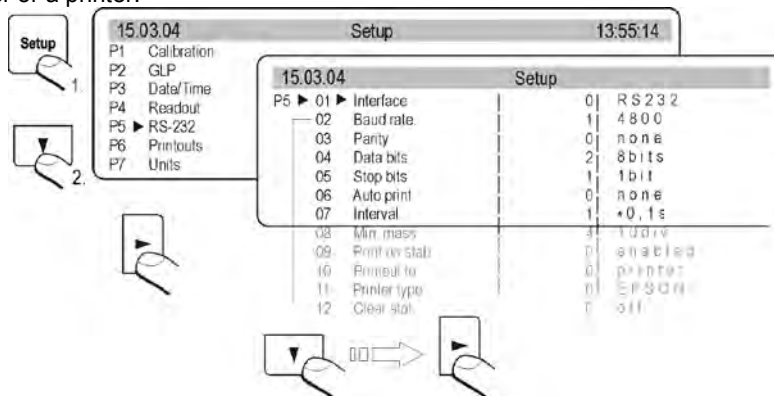 Setup
1.
2.
15.03.04 Setup 13:55:14
P1 Calibration
P2 GLP
P3 Date/Time
P4 Readout
P5 ► RS-232
P6 Printouts
P7 Units
15.03.04 Setup
P5 ► 01 ► Interface | 0| RS232
02 Baud rate | 1| 4800
03 Parity | 0| none
04 Data bits | 2| 8bits
05 Stop bits | 1| 1bit
06 Auto print | 0| none
07 Interval | 1| *0,1s
08 Min. mass 4 10div
09 Print on stab 0 enabled
10 Printout to 0| printer
11 Printer type | 0| EPSON
12 Clear stat. 0 off